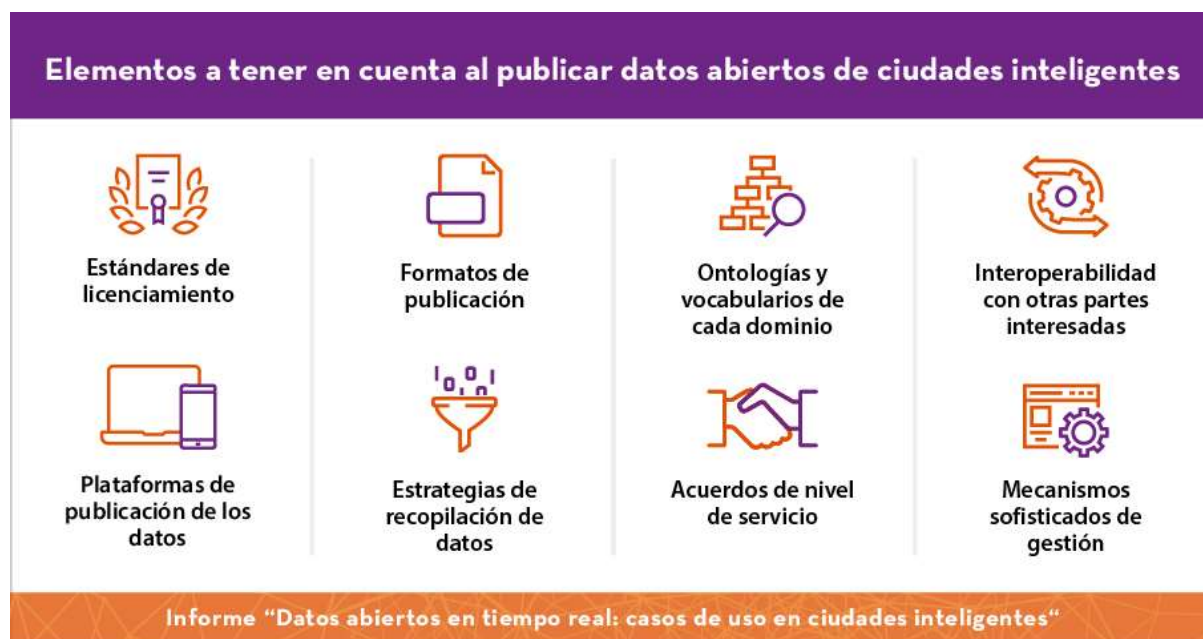 Elementos a tener en cuenta al publicar datos abiertos de ciudades inteligentes
Estándares de
licenciamiento
Formatos de
publicación
Ontologías y
vocabularios de
cada dominio
Interoperabilidad
con otras partes
interesadas
Plataformas de
publicación de los
datos
Estrategias de
recopilación de
datos
Acuerdos de nivel
de servicio
Mecanismos
sofisticados de
gestión
Informe “Datos abiertos en tiempo real: casos de uso en ciudades inteligentes“